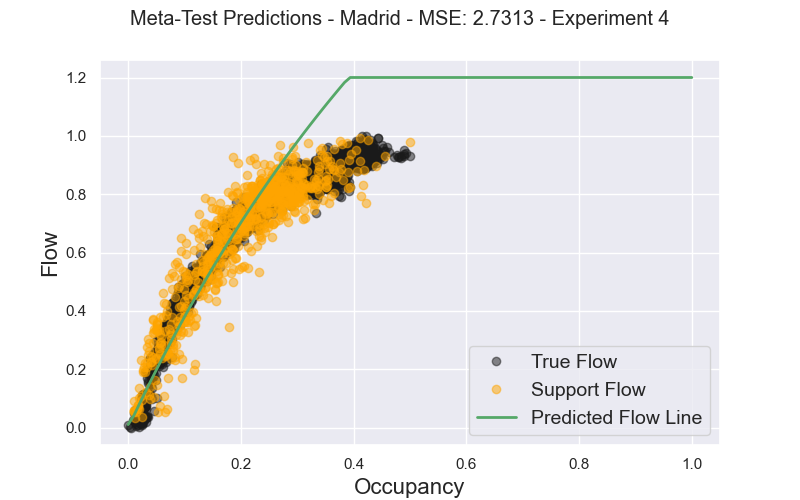 Meta-Test Predictions - Madrid - MSE: 2.7313 - Experiment 4
1.2
1.0
0.8
0.6
0.4
0.2
0.0
Flow
True Flow
Support Flow
Predicted Flow Line
0.0 0.2 0.4 0.6 0.8 1.0
Occupancy